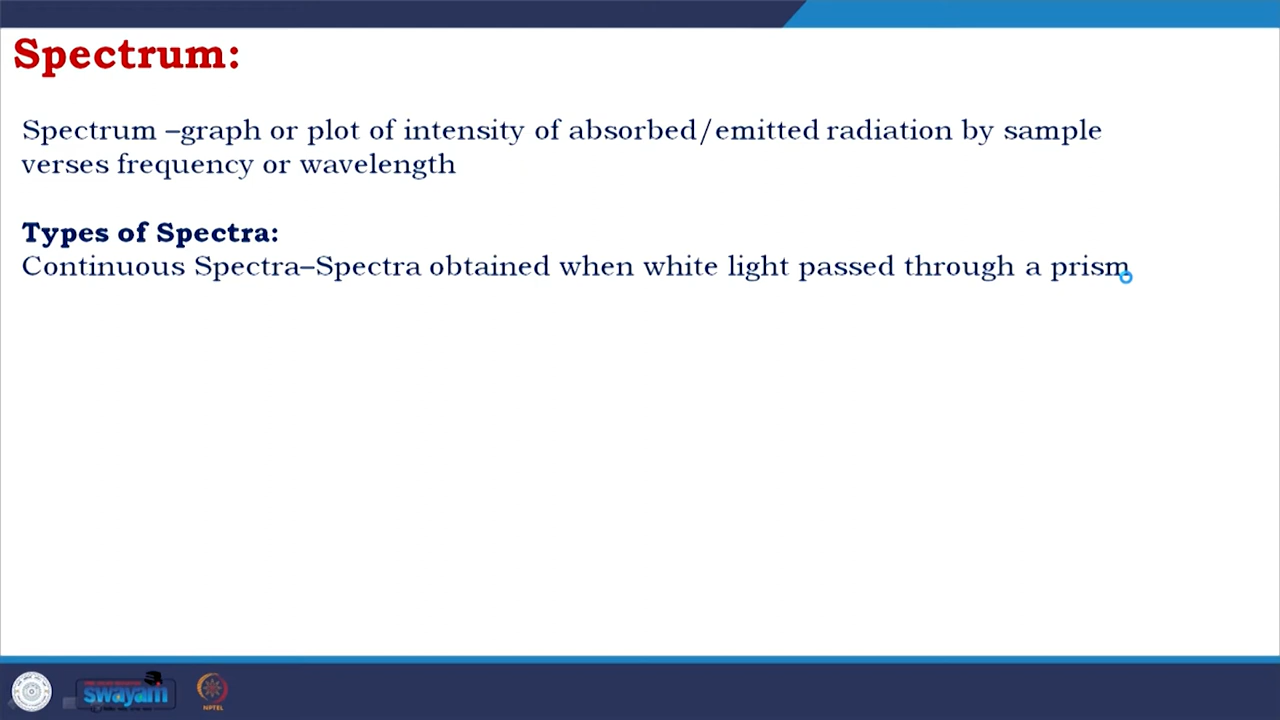 Spectrum:
Spectrum –graph or plot of intensity of absorbed/emitted radiation by sample
verses frequency or wavelength
Types of Spectra:
Continuous Spectra–Spectra obtained when white light passed through a prism
swayam
NPTEL